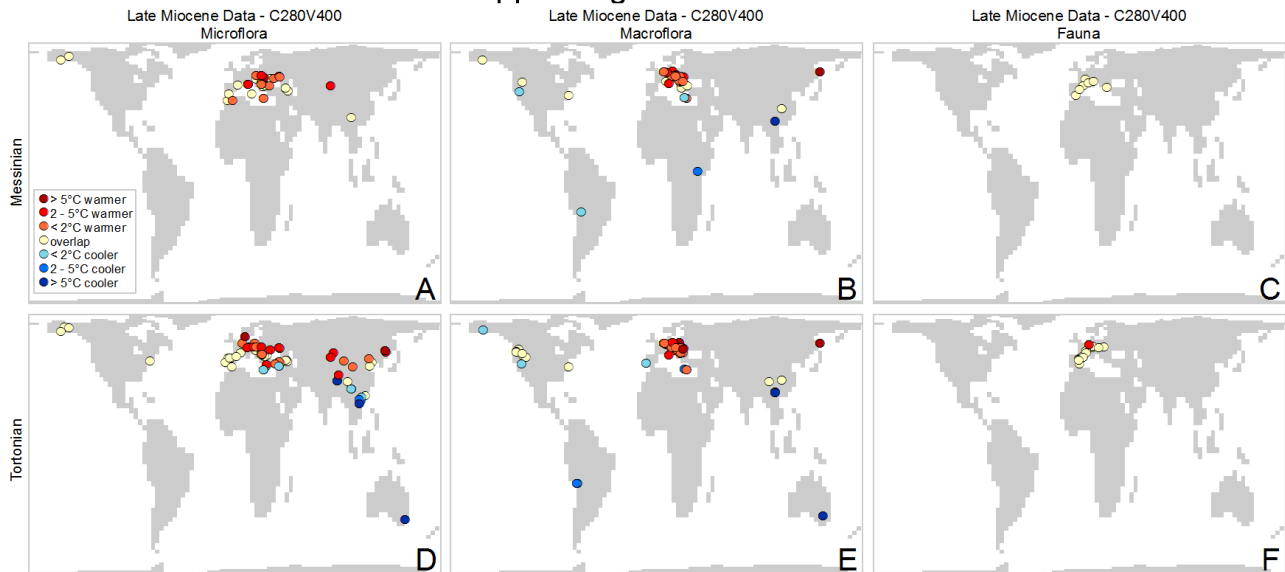 Late Miocene Data - C280V400
Microflora
Late Miocene Data - C280V400
Macroflora
Late Miocene Data - C280V400
Fauna
Messinian
> 5°C warmer
2 - 5°C warmer
< 2°C warmer
overlap
< 2°C cooler
2 - 5°C cooler
> 5°C cooler
A
B
C
Tortonian
D
E
F